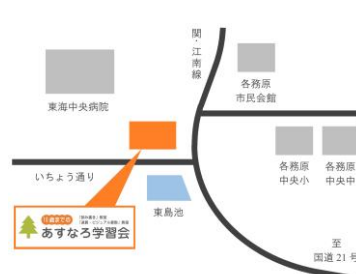 関・江南線
各務原
市民会館
東海中央病院
いちょう通り
各務原
中央小
各務原
中央中
東島池
あすなろ学習会
至
国道 21 号